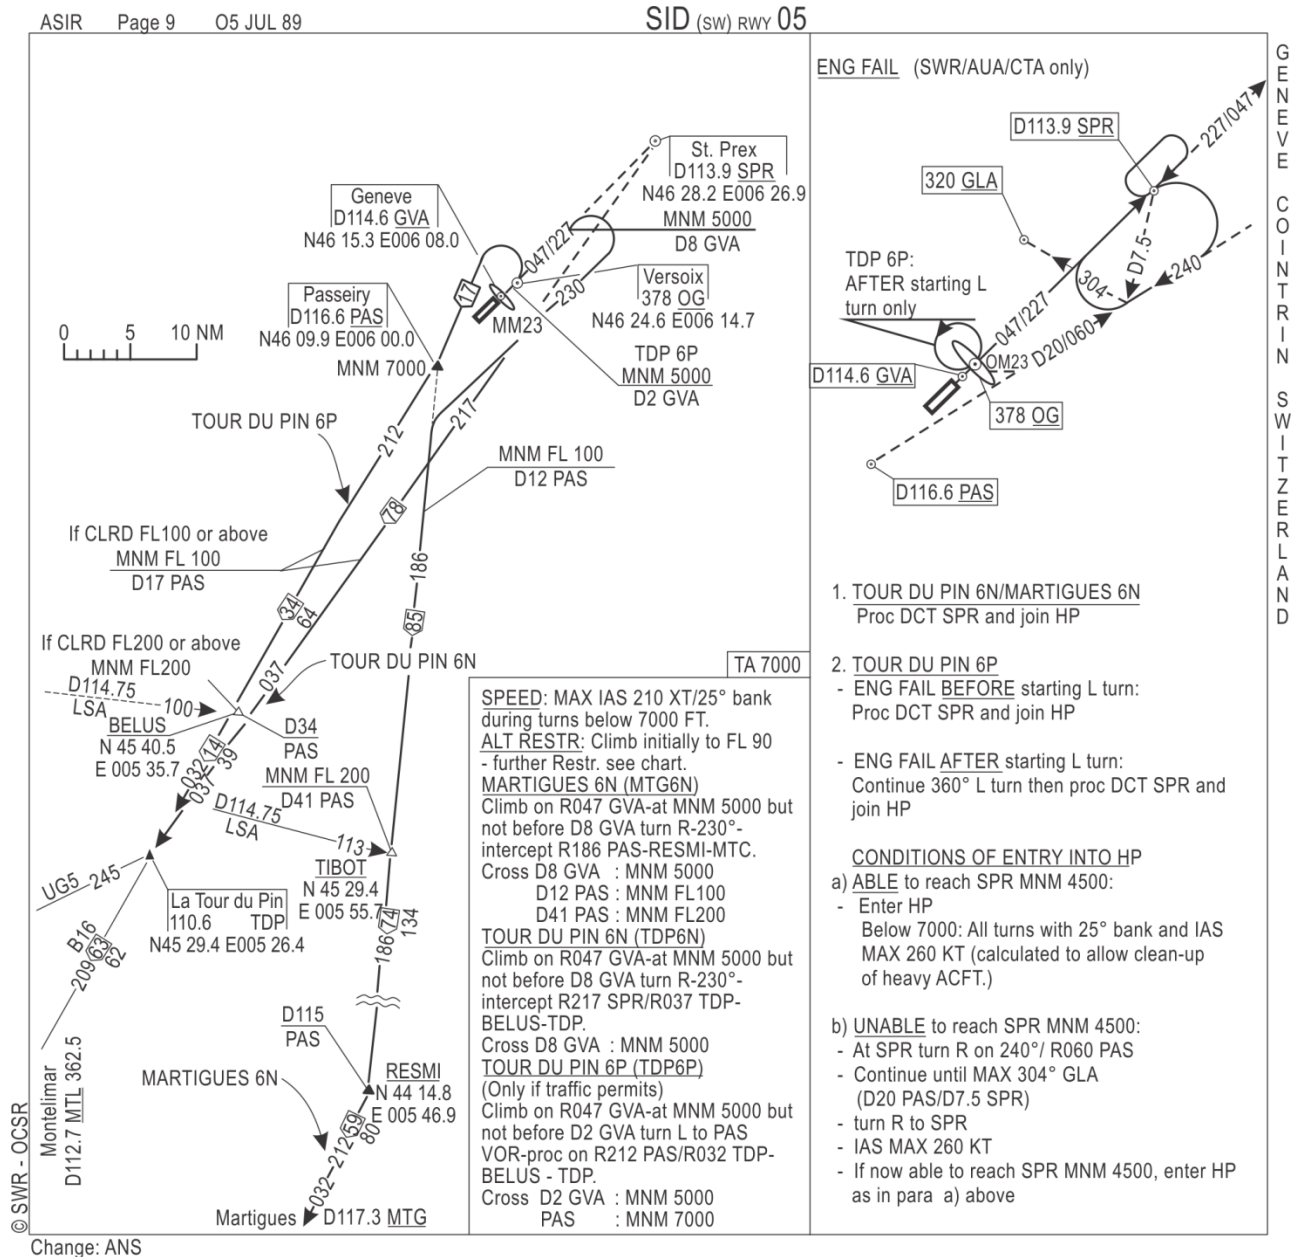 ASIR Page 9 O5 JUL 89
SID (SW) RWY 05
GENEVE COINTRIN SWITZERLAND
St. Prex
D113.9 SPR
N46 28.2 E006 26.9
MNM 5000
D8 GVA
Geneve
D114.6 GVA
N46 15.3 E006 08.0
047/227
Versoix
378 OG
N46 24.6 E006 14.7
230
17
Passeiry
D116.6 PAS
N46 09.9 E006 00.0
MNM 7000
MM23
TDP 6P
MNM 5000
D2 GVA
0 5 10 NM
TOUR DU PIN 6P
212
217
MNM FL 100
D12 PAS
78
If CLRD FL100 or above
MNM FL 100
D17 PAS
186
34
64
85
If CLRD FL200 or above
MNM FL200
TOUR DU PIN 6N
037
D114.75
LSA
100
BELUS
N 45 40.5
E 005 35.7
D34
PAS
032
14
037
39
MNM FL 200
D41 PAS
D114.75
LSA
113
TIBOT
N 45 29.4
E 005 55.7
UG5
245
La Tour du Pin
110.6 TDP
N45 29.4 E005 26.4
B16
209
63
62
186
74
134
D115
PAS
RESMI
N 44 14.8
E 005 46.9
MARTIGUES 6N
59
80
032
212
Martigues D117.3 MTG
Montelimar
D112.7 MTL 362.5
© SWR - OCSR
Change: ANS
TA 7000
SPEED: MAX IAS 210 XT/25° bank
during turns below 7000 FT.
ALT RESTR: Climb initially to FL 90
- further Restr. see chart.
MARTIGUES 6N (MTG6N)
Climb on R047 GVA-at MNM 5000 but
not before D8 GVA turn R-230°-
intercept R186 PAS-RESMI-MTC.
Cross D8 GVA : MNM 5000
D12 PAS : MNM FL100
D41 PAS : MNM FL200
TOUR DU PIN 6N (TDP6N)
Climb on R047 GVA-at MNM 5000 but
not before D8 GVA turn R-230°-
intercept R217 SPR/R037 TDP-
BELUS-TDP.
Cross D8 GVA : MNM 5000
TOUR DU PIN 6P (TDP6P)
(Only if traffic permits)
Climb on R047 GVA-at MNM 5000 but
not before D2 GVA turn L to PAS
VOR-proc on R212 PAS/R032 TDP-
BELUS - TDP.
Cross D2 GVA : MNM 5000
PAS : MNM 7000
ENG FAIL (SWR/AUA/CTA only)
D113.9 SPR
227/047
320 GLA
TDP 6P:
AFTER starting L
turn only
D7.5
240
304
047/227
D20/060
OM23
D114.6 GVA
378 OG
D116.6 PAS
1. TOUR DU PIN 6N/MARTIGUES 6N
Proc DCT SPR and join HP
2. TOUR DU PIN 6P
- ENG FAIL BEFORE starting L turn:
Proc DCT SPR and join HP
- ENG FAIL AFTER starting L turn:
Continue 360° L turn then proc DCT SPR and
join HP
CONDITIONS OF ENTRY INTO HP
a) ABLE to reach SPR MNM 4500:
- Enter HP
Below 7000: All turns with 25° bank and IAS
MAX 260 KT (calculated to allow clean-up
of heavy ACFT.)
b) UNABLE to reach SPR MNM 4500:
- At SPR turn R on 240°/ R060 PAS
- Continue until MAX 304° GLA
(D20 PAS/D7.5 SPR)
- turn R to SPR
- IAS MAX 260 KT
- If now able to reach SPR MNM 4500, enter HP
as in para a) above